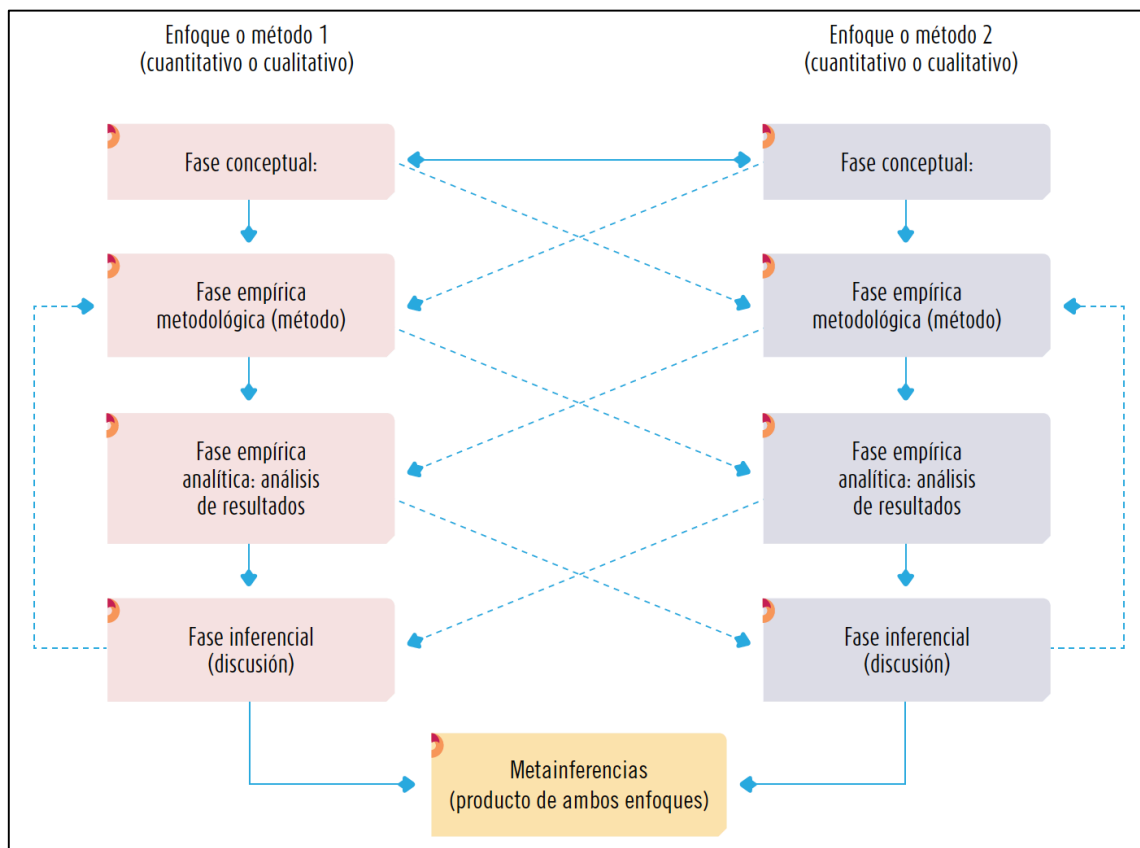 Enfoque o método 1
(cuantitativo o cualitativo)
Enfoque o método 2
(cuantitativo o cualitativo)
Fase conceptual:
Fase conceptual:
Fase empírica
metodológica (método)
Fase empírica
metodológica (método)
Fase empírica
analítica: análisis
de resultados
Fase empírica
analítica: análisis
de resultados
Fase inferencial
(discusión)
Fase inferencial
(discusión)
Metainferencias
(producto de ambos enfoques)